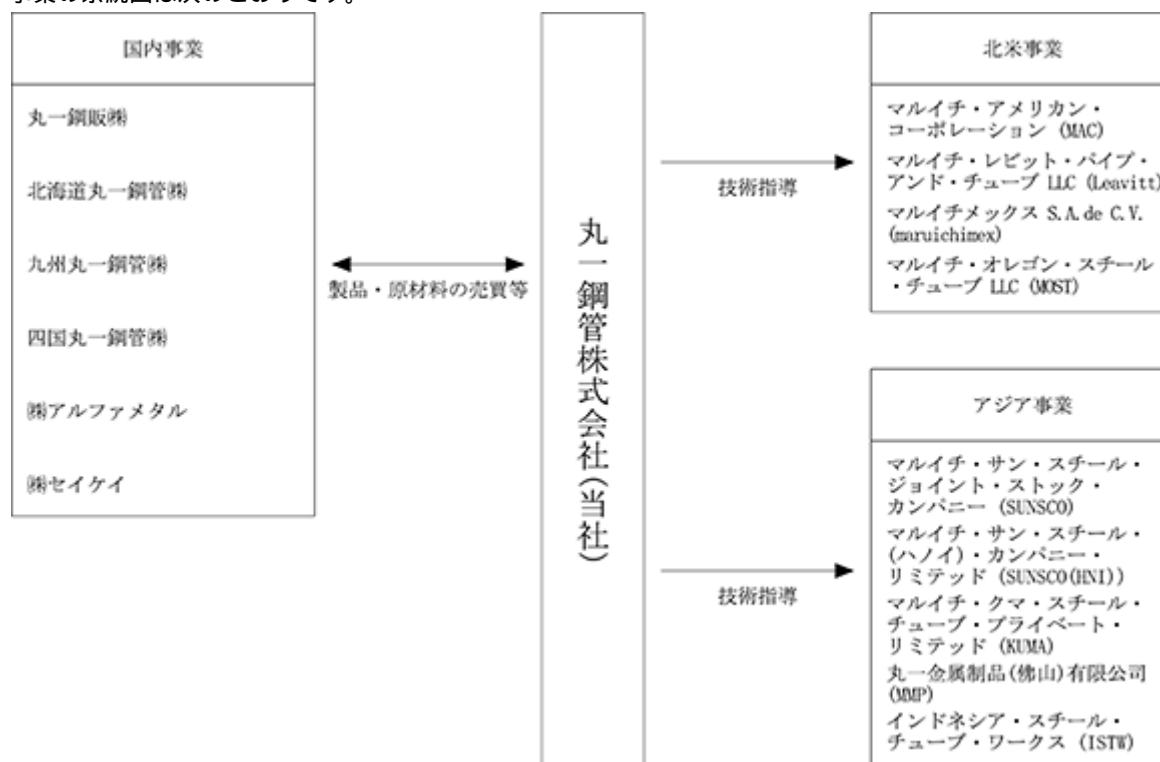 事業の系統図は次のとおりです。
国内事業
丸一鋼販㈱
北海道丸一鋼管㈱
九州丸一鋼管㈱
四国丸一鋼管㈱
㈱アルファメタル
㈱セイケイ
製品・原材料の売買等
丸一鋼管株式会社(当社)
技術指導
北米事業
マルイチ・アメリカン・
コーポレーション (MAC)
マルイチ・レビット・パイプ・
アンド・チューブ LLC (Leavitt)
マルイチメックス S.A.de C.V.
(maruichimex)
マルイチ・オレゴン・スチール
・チューブ LLC (MOST)
技術指導
アジア事業
マルイチ・サン・スチール・
ジョイント・ストック・
カンパニー (SUNSCO)
マルイチ・サン・スチール・
(ハノイ)・カンパニー・
リミテッド (SUNSCO(HNI))
マルイチ・クマ・スチール・
チューブ・プライベート・
リミテッド (KUMA)
丸一金属制品(佛山)有限公司
(MMP)
インドネシア・スチール・
チューブ・ワークス (ISTW)